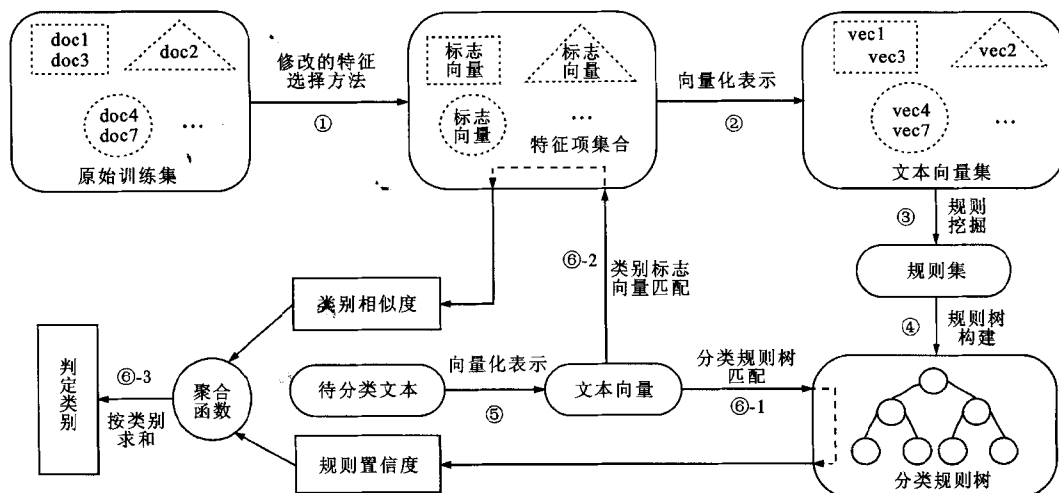 doc1
doc3
doc2
doc4
doc7
...
原始训练集
修改的特征
选择方法
①
标志
向量
标志
向量
标志
向量
...
特征项集合
向量化表示
②
vec1
vec3
vec2
vec4
vec7
...
文本向量集
③
规则
挖掘
规则集
④
规则树
构建
⑥-2
类别标志
向量匹配
类别相似度
判定类别
⑥-3
按类别
求和
聚合
函数
待分类文本
向量化表示
⑤
文本向量
分类规则树
匹配
⑥-1
规则置信度
分类规则树